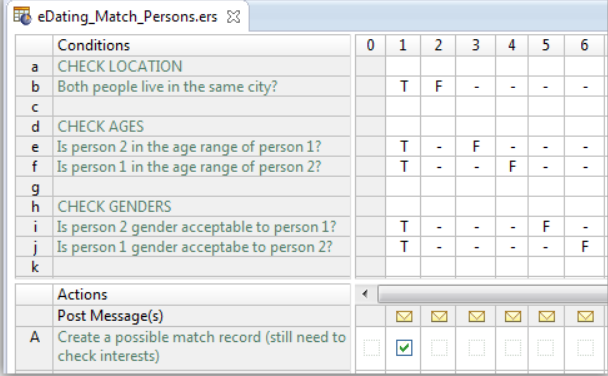 eDating_Match_Persons.ers
Conditions 0 1 2 3 4 5 6
a CHECK LOCATION
b Both people live in the same city? T F - - - -
c
d CHECK AGES
e Is person 2 in the age range of person 1? T - F - - -
f Is person 1 in the age range of person 2? T - - F - -
g
h CHECK GENDERS
i Is person 2 gender acceptable to person 1? T - - - F -
j Is person 1 gender acceptabe to person 2? T - - - - F
k
Actions
Post Message(s)
A Create a possible match record (still need to
check interests)